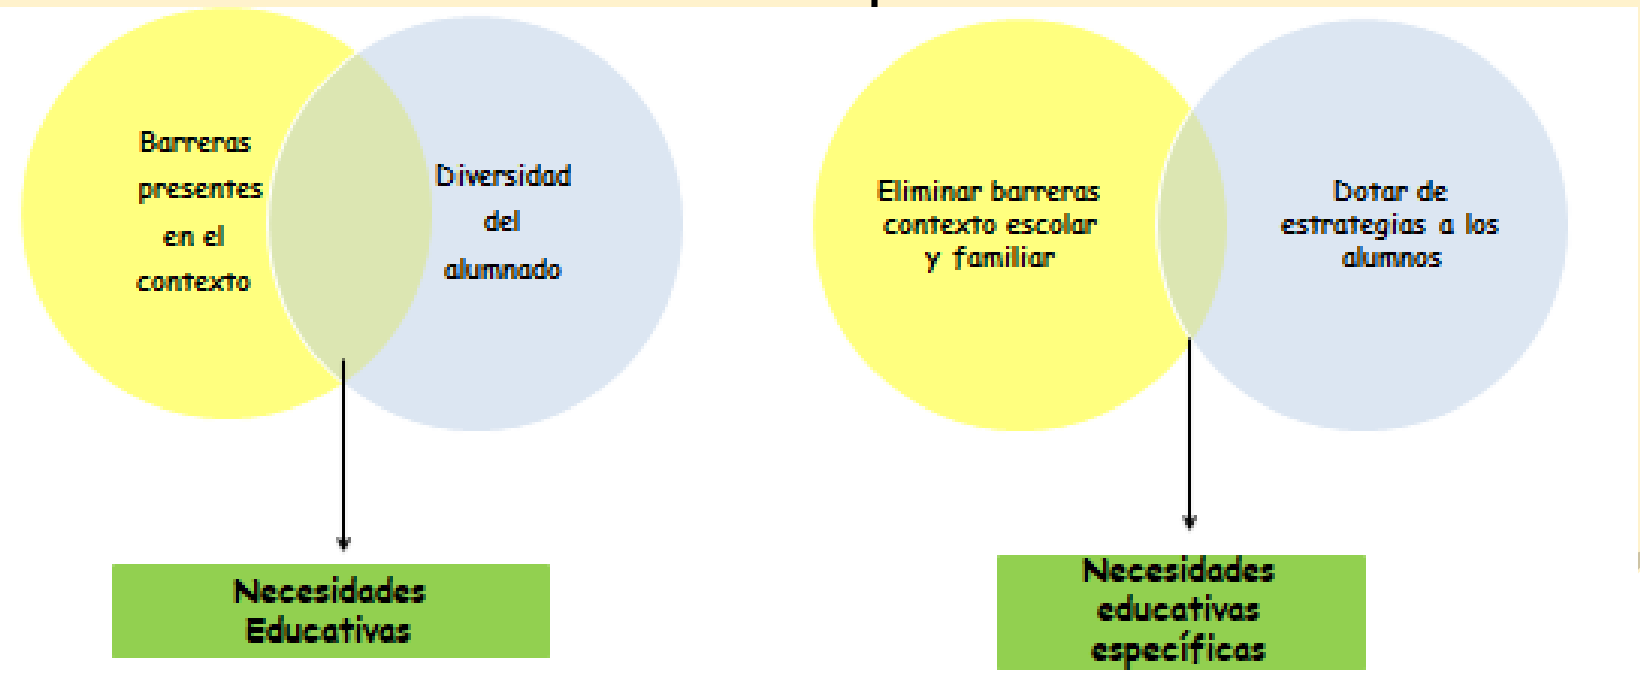 Barreras
presentes
en el
contexto
Diversidad
del
alumnado
Necesidades
Educativas
Eliminar barreras
contexto escolar
y familiar
Dotar de
estrategias a los
alumnos
Necesidades
educativas
específicas